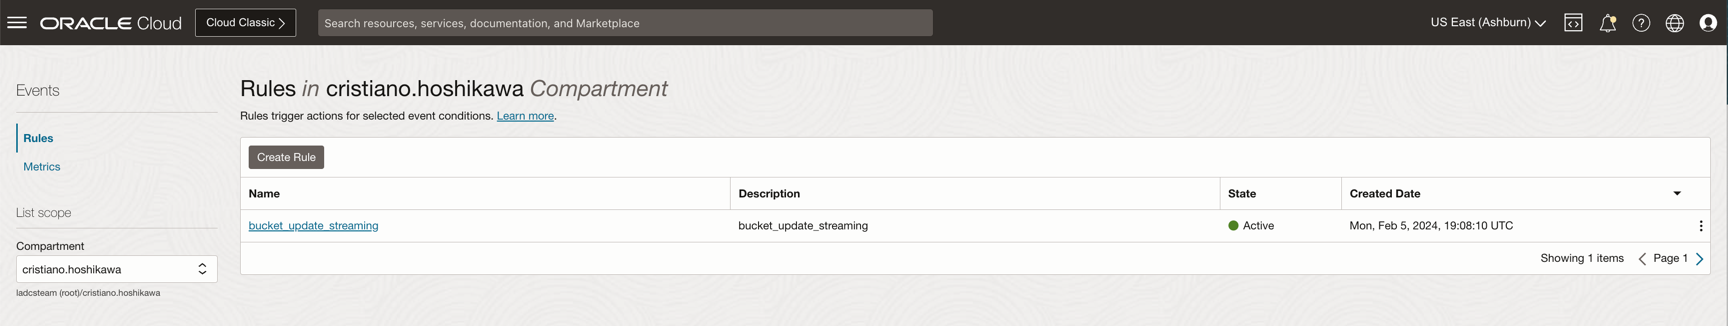 ORACLE Cloud
Cloud Classic
Search resources, services, documentation, and Marketplace
US East (Ashburn)
Events
Rules
Metrics
List scope
Compartment
cristiano.hoshikawa
ladcsteam (root)/cristiano.hoshikawa
Rules in cristiano.hoshikawa Compartment
Rules trigger actions for selected event conditions. Learn more.
Create Rule
Name Description State Created Date
bucket_update_streaming bucket_update_streaming Active Mon, Feb 5, 2024, 19:08:10 UTC
Showing 1 items Page 1